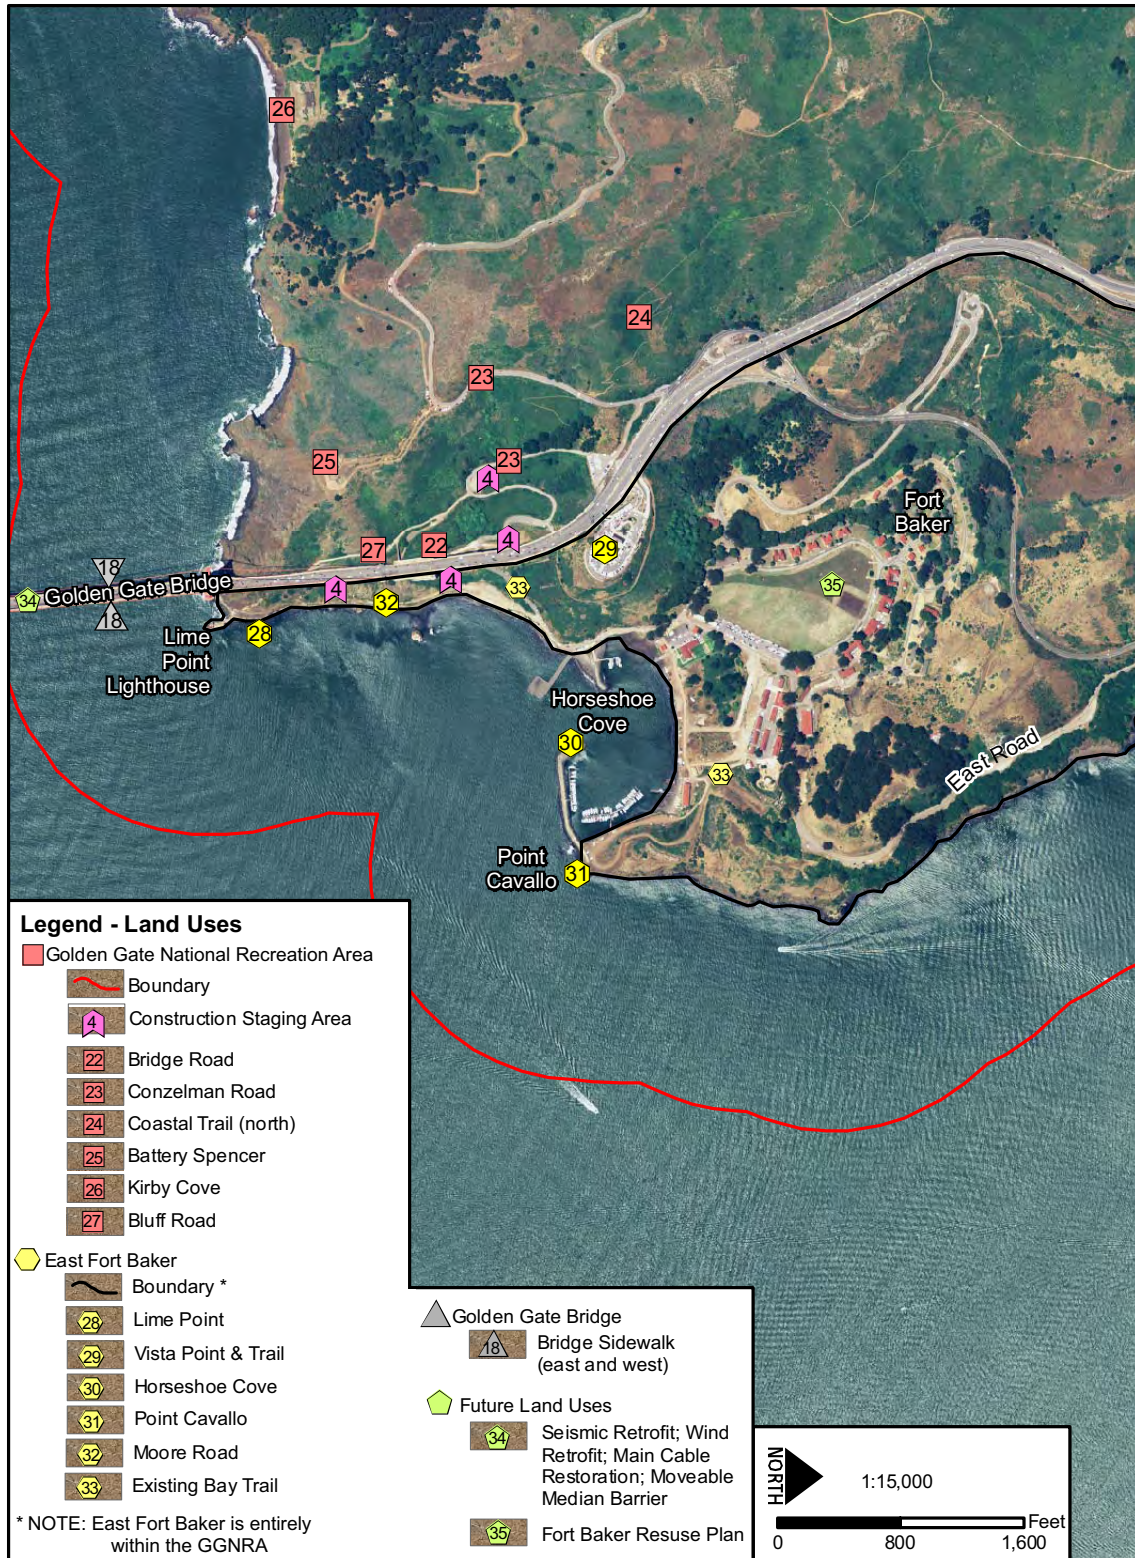 26
24
23
25
23
4
Fort
Baker
4
22
27
29
18
4
33
35
Golden Gate Bridge
4
32
34
18
28
Lime
Point
Lighthouse
Horseshoe
Cove
30
33
East Road
Point
Cavallo
31
Legend - Land Uses
Golden Gate National Recreation Area
Boundary
4 Construction Staging Area
22 Bridge Road
23 Conzelman Road
24 Coastal Trail (north)
25 Battery Spencer
26 Kirby Cove
27 Bluff Road
East Fort Baker
Boundary *
28 Lime Point
29 Vista Point & Trail
30 Horseshoe Cove
31 Point Cavallo
32 Moore Road
33 Existing Bay Trail
* NOTE: East Fort Baker is entirely
within the GGNRA
Golden Gate Bridge
18 Bridge Sidewalk
(east and west)
Future Land Uses
34 Seismic Retrofit; Wind
Retrofit; Main Cable
Restoration; Moveable
Median Barrier
35 Fort Baker Resuse Plan
NORTH
1:15,000
Feet
0 800 1,600